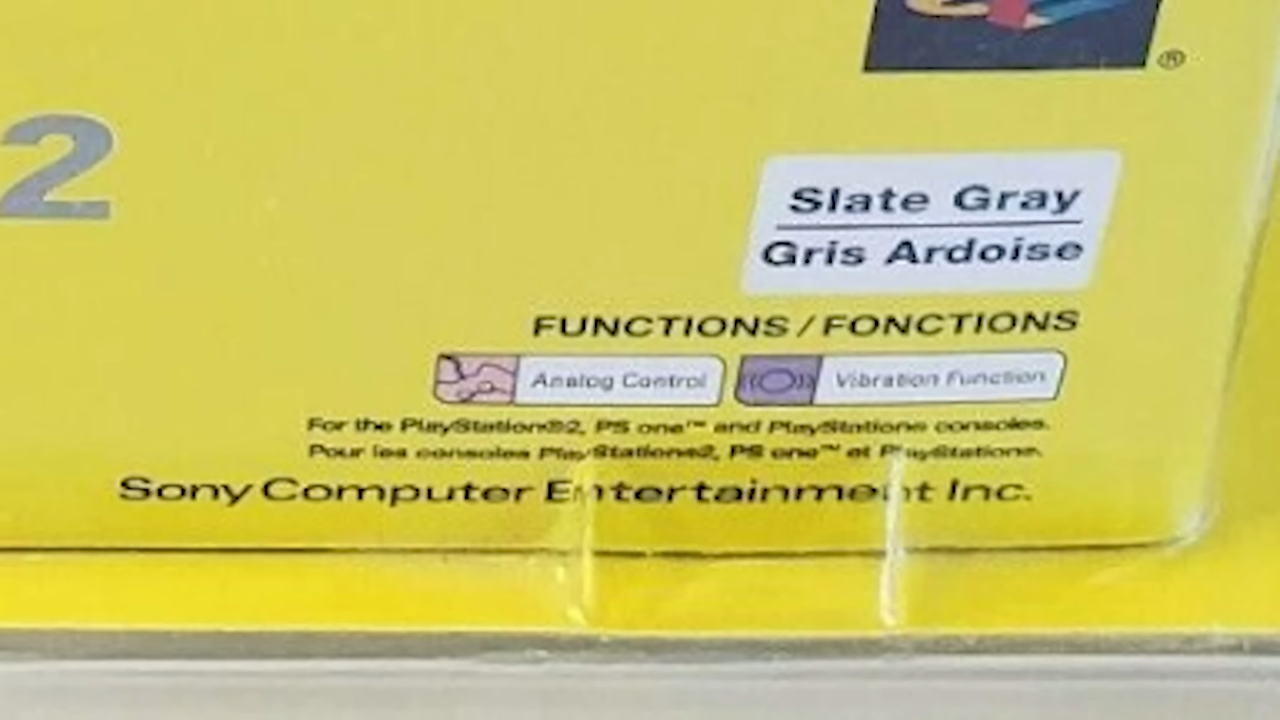 ®
2
Slate Gray
Gris Ardoise
FUNCTIONS / FONCTIONS
Analog Control
Vibration Function
For the PlayStation®2, PS one™ and PlayStation® consoles.
Pour les consoles PlayStation®2, PS one™ et PlayStation®.
Sony Computer Entertainment Inc.